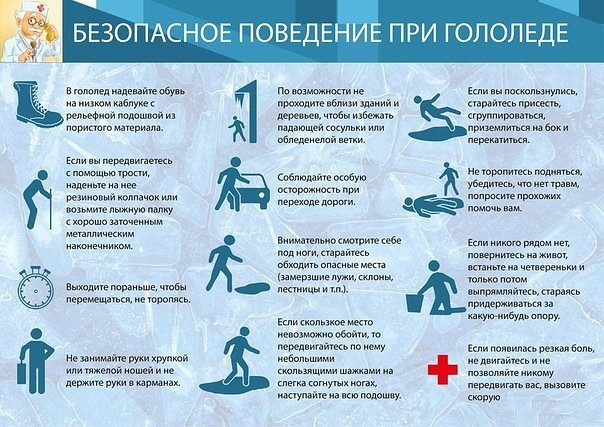 БЕЗОПАСНОЕ ПОВЕДЕНИЕ ПРИ ГОЛОЛЕДЕ
В гололед надевайте обувь
на низком каблуке с
рельефной подошвой из
пористого материала.
Если вы передвигаетесь
с помощью трости,
наденьте на нее
резиновый колпачок или
возьмите лыжную палку
с хорошо заточенным
металлическим
наконечником.
Выходите пораньше, чтобы
перемещаться, не торопясь.
Не занимайте руки хрупкой
или тяжелой ношей и не
держите руки в карманах.
По возможности не
проходите вблизи зданий и
деревьев, чтобы избежать
падающей сосульки или
обледенелой ветки.
Соблюдайте особую
осторожность при
переходе дороги.
Внимательно смотрите себе
под ноги, старайтесь
обходить опасные места
(замерзшие лужи, склоны,
лестницы и т.п.).
Если скользкое место
невозможно обойти, то
передвигайтесь по нему
небольшими
скользящими шажками на
слегка согнутых ногах,
наступайте на всю подошву.
Если вы поскользнулись,
старайтесь присесть,
сгруппироваться,
приземлиться на бок и
перекатиться.
Не торопитесь подняться,
убедитесь, что нет травм,
попросите прохожих
помочь вам.
Если никого рядом нет,
повернитесь на живот,
встаньте на четвереньки и
только потом
выпрямляйтесь, стараясь
придерживаться за
какую-нибудь опору.
Если появилась резкая боль,
не двигайтесь и не
позволяйте никому
передвигать вас, вызовите
скорую